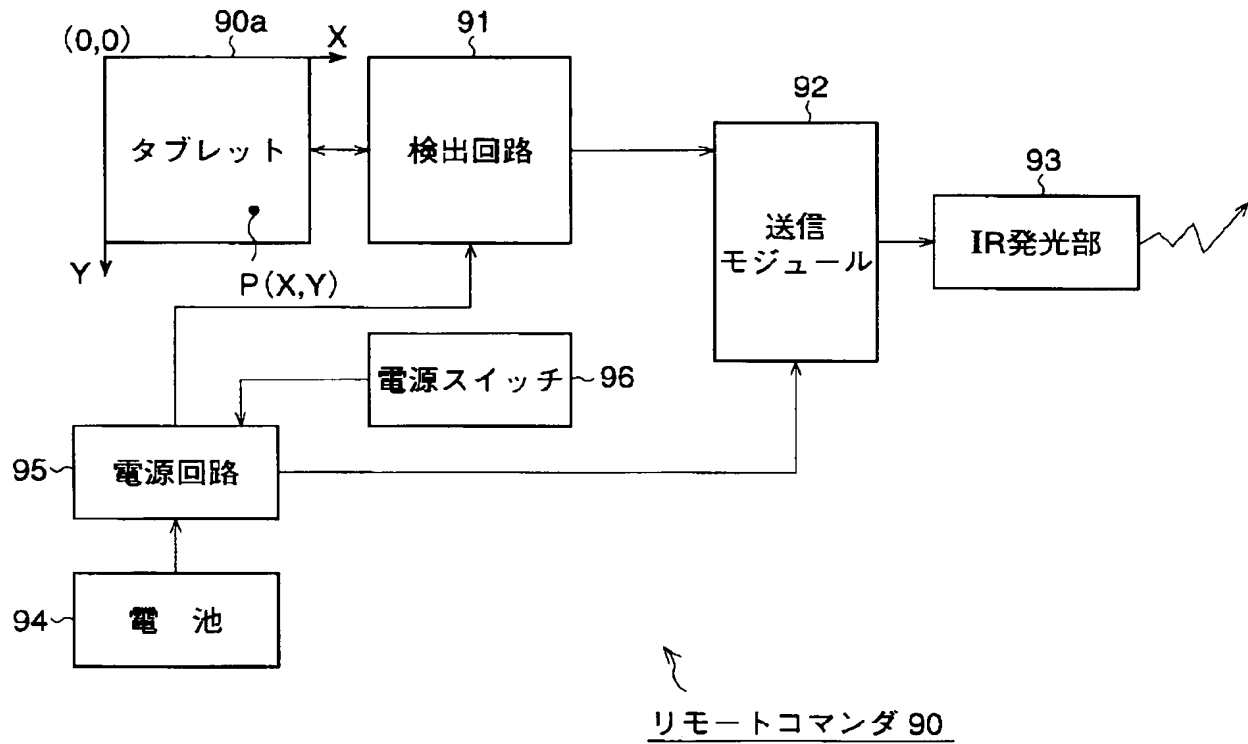 90a
(0,0)
X
タブレット
Y
P(X,Y)
91
検出回路
92
送信
モジュール
93
IR発光部
電源スイッチ
96
95
電源回路
94
電 池
リモートコマンダ 90